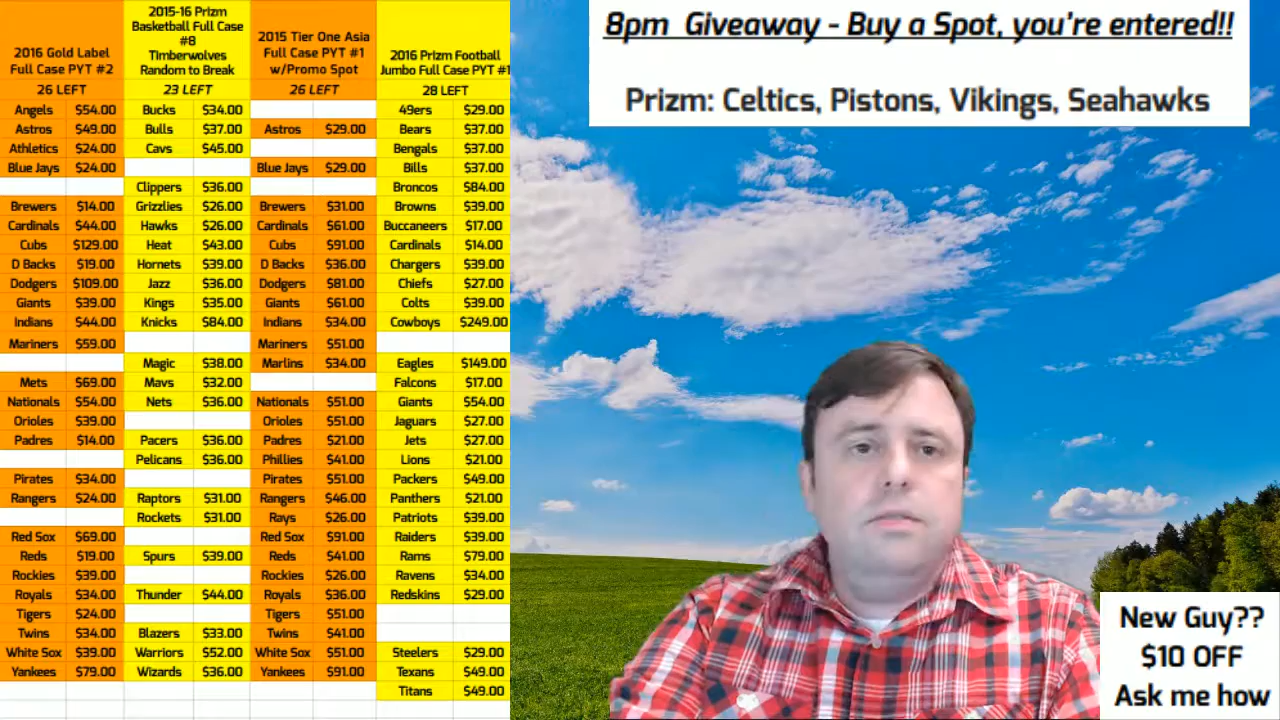 2016 Gold Label
Full Case PYT #2
26 LEFT
Angels $54.00
Astros $49.00
Athletics $24.00
Blue Jays $24.00
Brewers $14.00
Cardinals $44.00
Cubs $129.00
D Backs $19.00
Dodgers $109.00
Giants $39.00
Indians $44.00
Mariners $59.00
Mets $69.00
Nationals $54.00
Orioles $39.00
Padres $14.00
Pirates $34.00
Rangers $24.00
Red Sox $69.00
Reds $19.00
Rockies $39.00
Royals $34.00
Tigers $24.00
Twins $34.00
White Sox $39.00
Yankees $79.00
2015-16 Prizm
Basketball Full Case
#8
Timberwolves
Random to Break
23 LEFT
Bucks $34.00
Bulls $37.00
Cavs $45.00
Clippers $36.00
Grizzlies $26.00
Hawks $26.00
Heat $43.00
Hornets $39.00
Jazz $36.00
Kings $35.00
Knicks $84.00
Magic $38.00
Mavs $32.00
Nets $36.00
Pacers $36.00
Pelicans $36.00
Raptors $31.00
Rockets $31.00
Spurs $39.00
Thunder $44.00
Blazers $33.00
Warriors $52.00
Wizards $36.00
2015 Tier One Asia
Full Case PYT #1
w/Promo Spot
26 LEFT
Astros $29.00
Blue Jays $29.00
Brewers $31.00
Cardinals $61.00
Cubs $91.00
D Backs $36.00
Dodgers $81.00
Giants $61.00
Indians $34.00
Mariners $51.00
Marlins $34.00
Nationals $51.00
Orioles $51.00
Padres $21.00
Phillies $41.00
Pirates $51.00
Rangers $46.00
Rays $26.00
Red Sox $91.00
Reds $41.00
Rockies $26.00
Royals $36.00
Tigers $51.00
Twins $41.00
White Sox $51.00
Yankees $91.00
2016 Prizm Football
Jumbo Full Case PYT #1
28 LEFT
49ers $29.00
Bears $37.00
Bengals $37.00
Bills $37.00
Broncos $84.00
Browns $39.00
Buccaneers $17.00
Cardinals $14.00
Chargers $39.00
Chiefs $27.00
Colts $39.00
Cowboys $249.00
Eagles $149.00
Falcons $17.00
Giants $54.00
Jaguars $27.00
Jets $27.00
Lions $21.00
Packers $49.00
Panthers $21.00
Patriots $39.00
Raiders $39.00
Rams $79.00
Ravens $34.00
Redskins $29.00
Steelers $29.00
Texans $49.00
Titans $49.00
8pm Giveaway - Buy a Spot, you're entered!!
Prizm: Celtics, Pistons, Vikings, Seahawks
New Guy??
$10 OFF
Ask me how